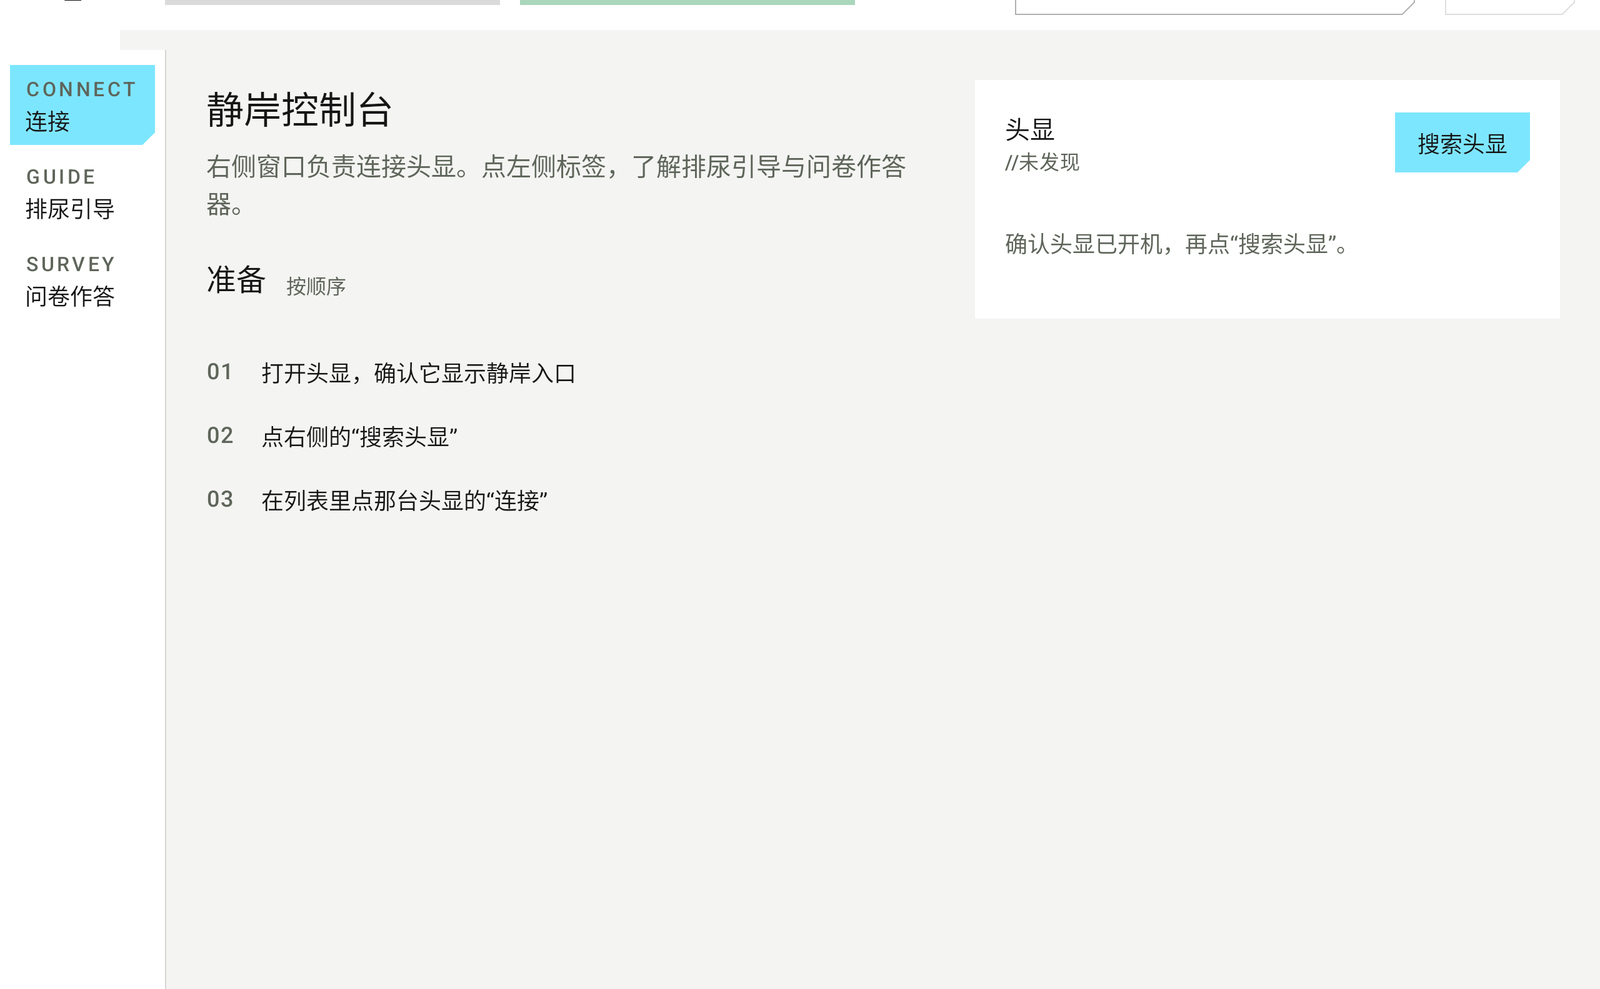 CONNECT
连接
GUIDE
排尿引导
SURVEY
问卷作答
静岸控制台
右侧窗口负责连接头显。点左侧标签，了解排尿引导与问卷作答
器。
准备 按顺序
01 打开头显，确认它显示静岸入口
02 点右侧的“搜索头显”
03 在列表里点那台头显的“连接”
头显
//未发现
搜索头显
确认头显已开机，再点“搜索头显”。